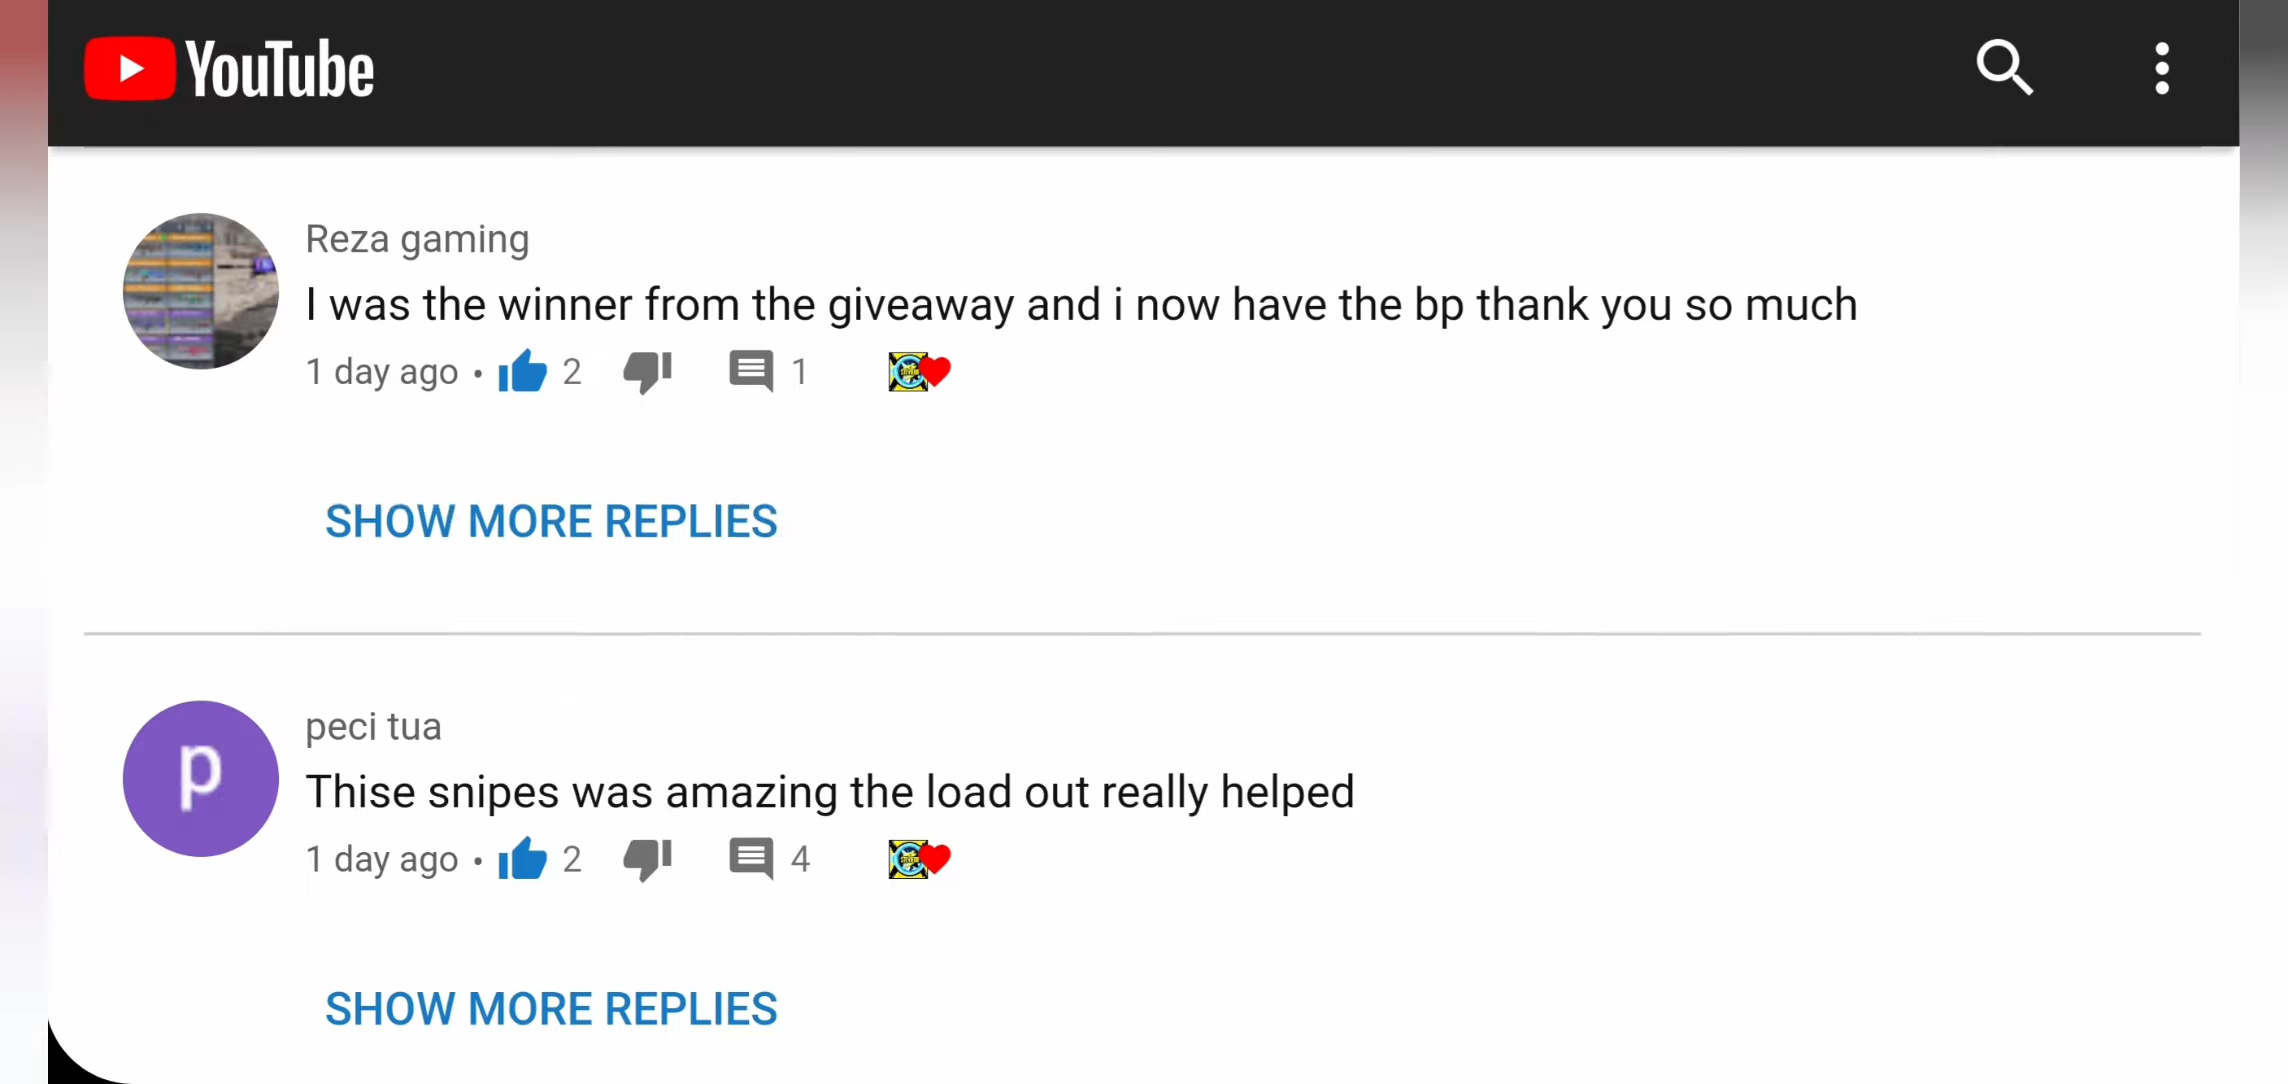 YouTube
Reza gaming
I was the winner from the giveaway and i now have the bp thank you so much
1 day ago • 2 1
SHOW MORE REPLIES
p
peci tua
Thise snipes was amazing the load out really helped
1 day ago • 2 4
SHOW MORE REPLIES